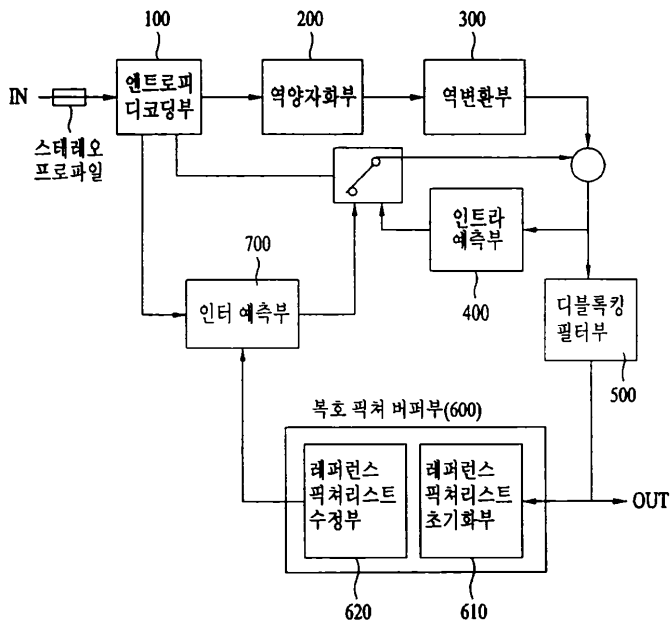 100
200
300
IN
엔트로피
디코딩부
역양자화부
역변환부
스테레오
프로파일
인트라
예측부
400
700
인터 예측부
디블록킹
필터부
500
복호 픽쳐 버퍼부(600)
레퍼런스
픽쳐리스트
수정부
레퍼런스
픽쳐리스트
초기화부
OUT
620
610